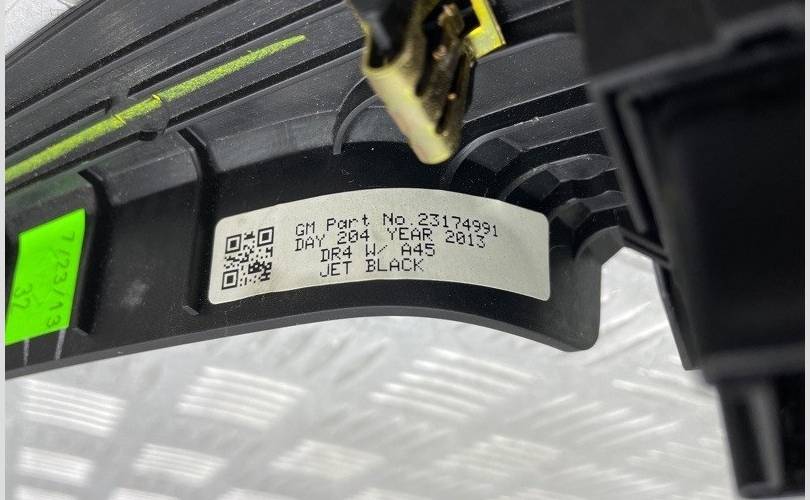 GM Part No.23174991
DAY 204 YEAR 2013
DR4 W/ A45
JET BLACK
7/23/13
37